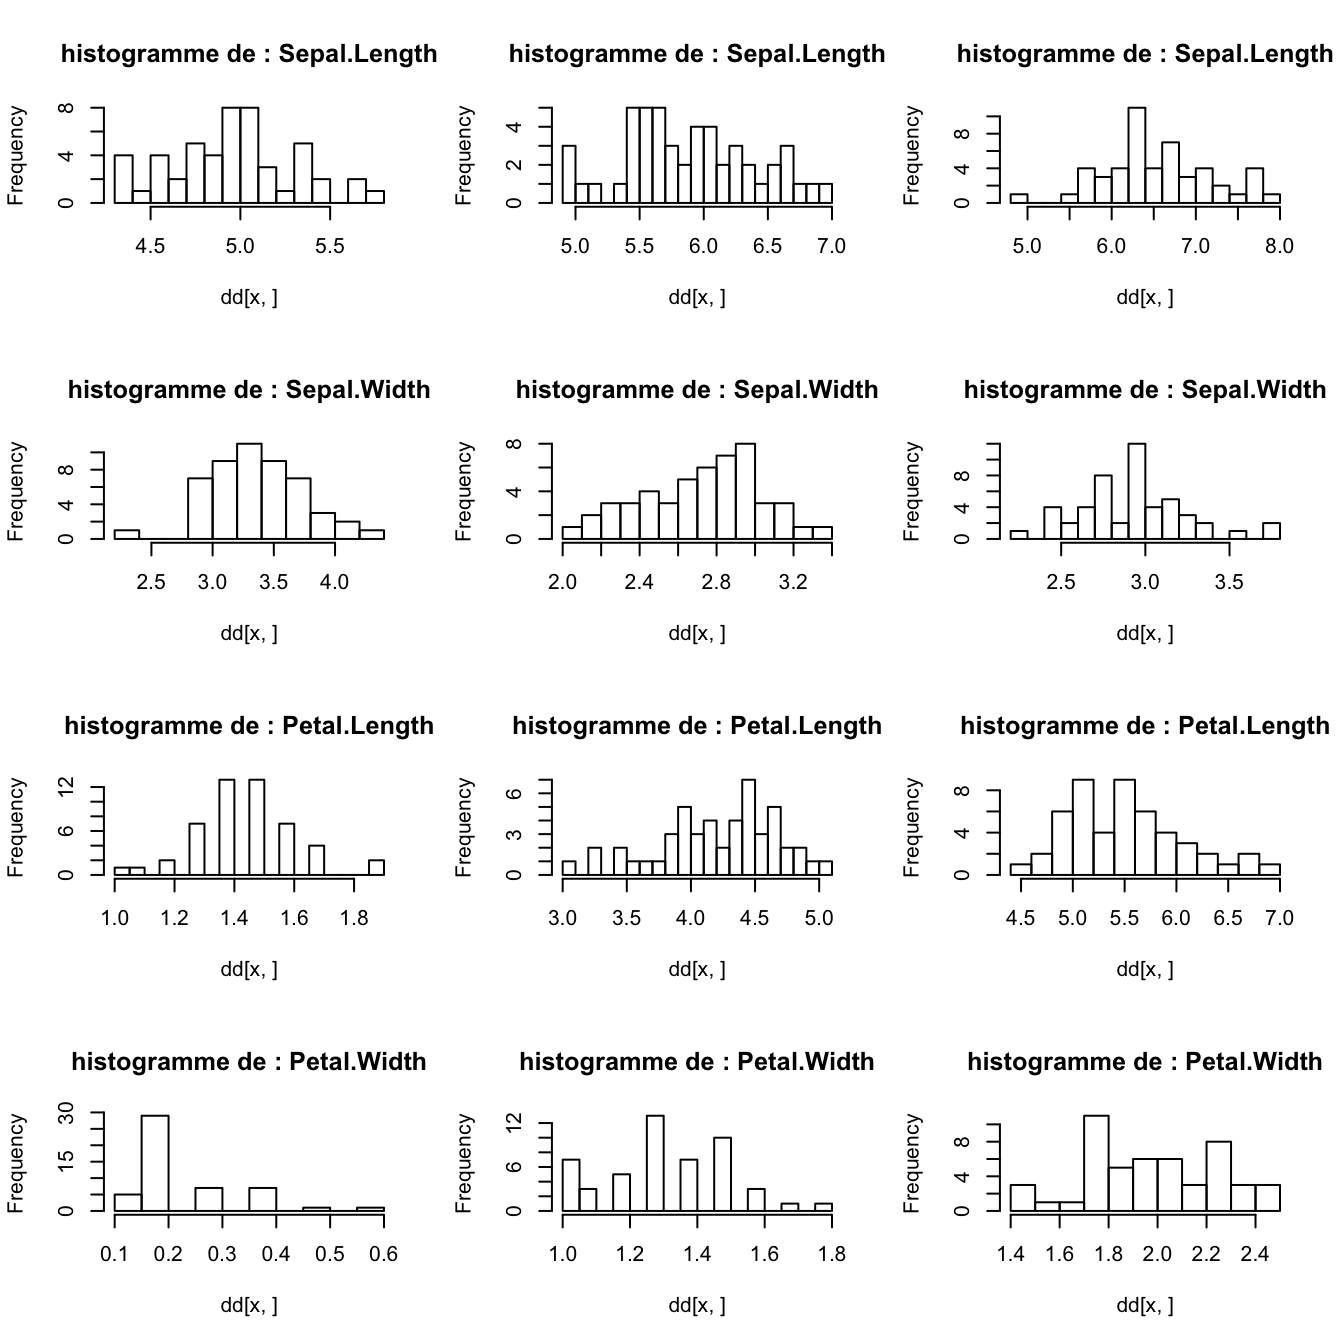 histogramme de : Sepal.Length
Frequency
0 4 8
4.5 5.0 5.5
dd[x, ]
histogramme de : Sepal.Length
Frequency
0 2 4
5.0 5.5 6.0 6.5 7.0
dd[x, ]
histogramme de : Sepal.Length
Frequency
0 4 8
5.0 6.0 7.0 8.0
dd[x, ]
histogramme de : Sepal.Width
Frequency
0 4 8
2.5 3.0 3.5 4.0
dd[x, ]
histogramme de : Sepal.Width
Frequency
0 4 8
2.0 2.4 2.8 3.2
dd[x, ]
histogramme de : Sepal.Width
Frequency
0 4 8
2.5 3.0 3.5
dd[x, ]
histogramme de : Petal.Length
Frequency
0 6 12
1.0 1.2 1.4 1.6 1.8
dd[x, ]
histogramme de : Petal.Length
Frequency
0 3 6
3.0 3.5 4.0 4.5 5.0
dd[x, ]
histogramme de : Petal.Length
Frequency
0 4 8
4.5 5.0 5.5 6.0 6.5 7.0
dd[x, ]
histogramme de : Petal.Width
Frequency
0 15 30
0.1 0.2 0.3 0.4 0.5 0.6
dd[x, ]
histogramme de : Petal.Width
Frequency
0 6 12
1.0 1.2 1.4 1.6 1.8
dd[x, ]
histogramme de : Petal.Width
Frequency
0 4 8
1.4 1.6 1.8 2.0 2.2 2.4
dd[x, ]